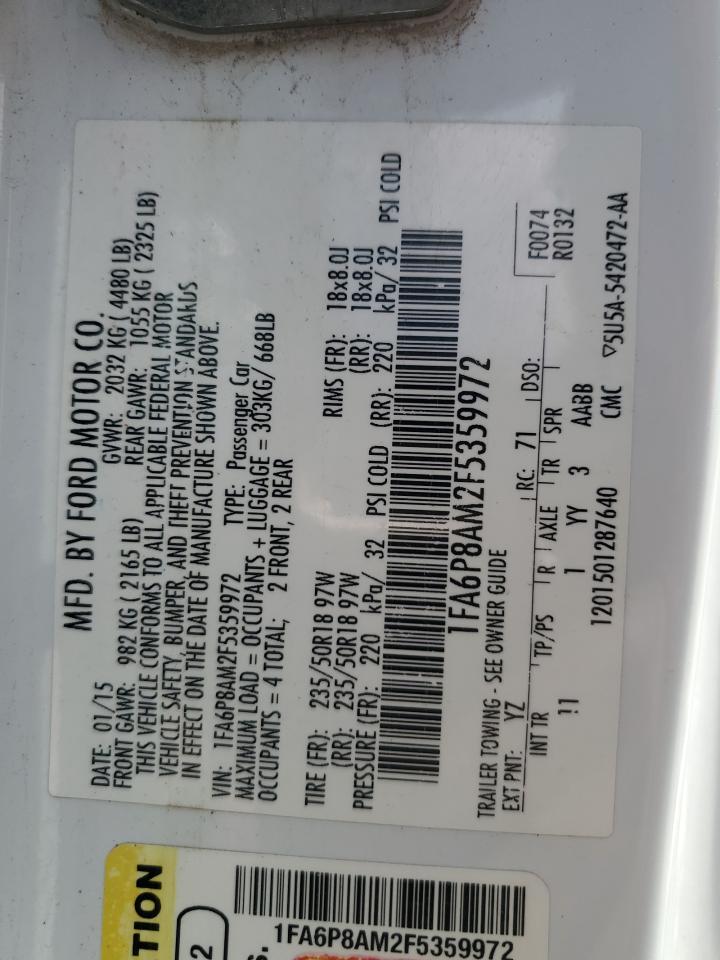 MFD. BY FORD MOTOR CO.
DATE: 01/15 GVWR: 2032 KG ( 4480 LB)
FRONT GAWR: 982 KG ( 2165 LB) REAR GAWR: 1055 KG ( 2325 LB)
THIS VEHICLE CONFORMS TO ALL APPLICABLE FEDERAL MOTOR
VEHICLE SAFETY, BUMPER, AND THEFT PREVENTION STANDARDS
IN EFFECT ON THE DATE OF MANUFACTURE SHOWN ABOVE.
VIN: 1FA6P8AM2F5359972 TYPE: Passenger Car
MAXIMUM LOAD = OCCUPANTS + LUGGAGE = 303KG/ 668LB
OCCUPANTS = 4 TOTAL; 2 FRONT, 2 REAR
TIRE (FR): 235/50R18 97W RIMS (FR): 18x8.0J
(RR): 235/50R18 97W (RR): 18x8.0J
PRESSURE (FR): 220 kPa/ 32 PSI COLD (RR): 220 kPa/ 32 PSI COLD
1FA6P8AM2F5359972
TRAILER TOWING - SEE OWNER GUIDE
EXT PNT: YZ RC: 71 DSO: F0074
R0132
INT TR TP/PS R AXLE TR SPR
11 1 YY 3 AABB
1201501287640 CMC ▽5U5A-5420472-AA
TION
2
S.
1FA6P8AM2F5359972